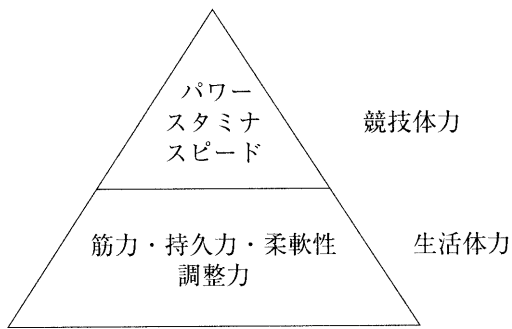 パワー
スタミナ
スピード
競技体力
筋力・持久力・柔軟性
調整力
生活体力